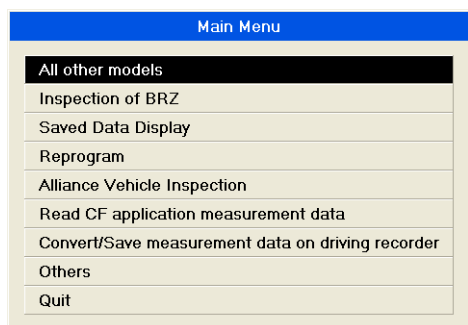 Main Menu
All other models
Inspection of BRZ
Saved Data Display
Reprogram
Alliance Vehicle Inspection
Read CF application measurement data
Convert/Save measurement data on driving recorder
Others
Quit